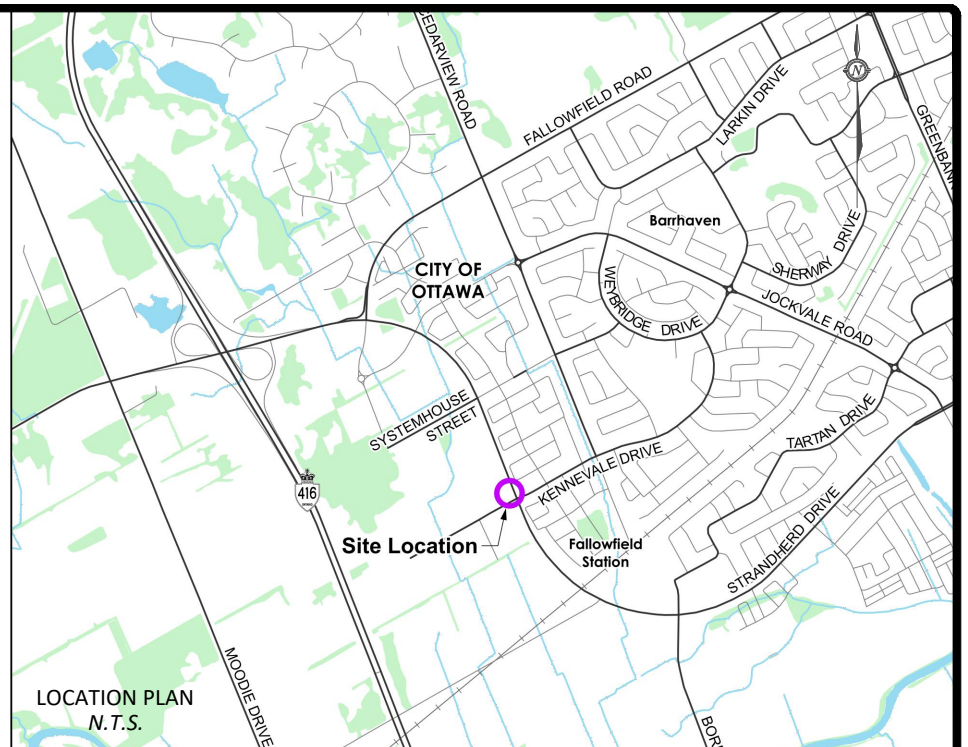 CEDARVIEW ROAD
FALLOWFIELD ROAD
LARKIN DRIVE
N
GREENBANK
Barrhaven
CITY OF
OTTAWA
WEYBRIDGE DRIVE
SHERWAY DRIVE
JOCKVALE ROAD
SYSTEMHOUSE
STREET
TARTAN DRIVE
KENNEVALE DRIVE
416
Site Location
Fallowfield
Station
STRANDHERD DRIVE
MOODIE DRIVE
LOCATION PLAN
N.T.S.